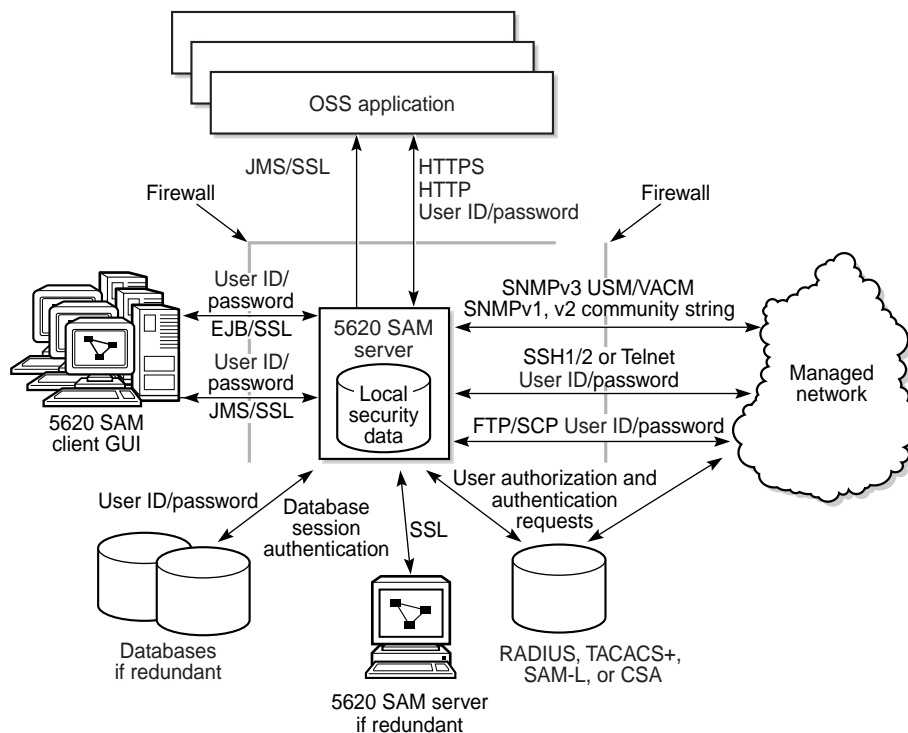 OSS application
JMS/SSL
HTTPS
HTTP
User ID/password
Firewall
Firewall
User ID/
password
EJB/SSL
User ID/
password
JMS/SSL
5620 SAM
client GUI
5620 SAM
server
Local
security
data
SNMPv3 USM/VACM
SNMPv1, v2 community string
SSH1/2 or Telnet
User ID/password
FTP/SCP User ID/password
Managed
network
User ID/password
Database
session
authentication
SSL
User authorization and
authentication
requests
Databases
if redundant
5620 SAM server
if redundant
RADIUS, TACACS+,
SAM-L, or CSA